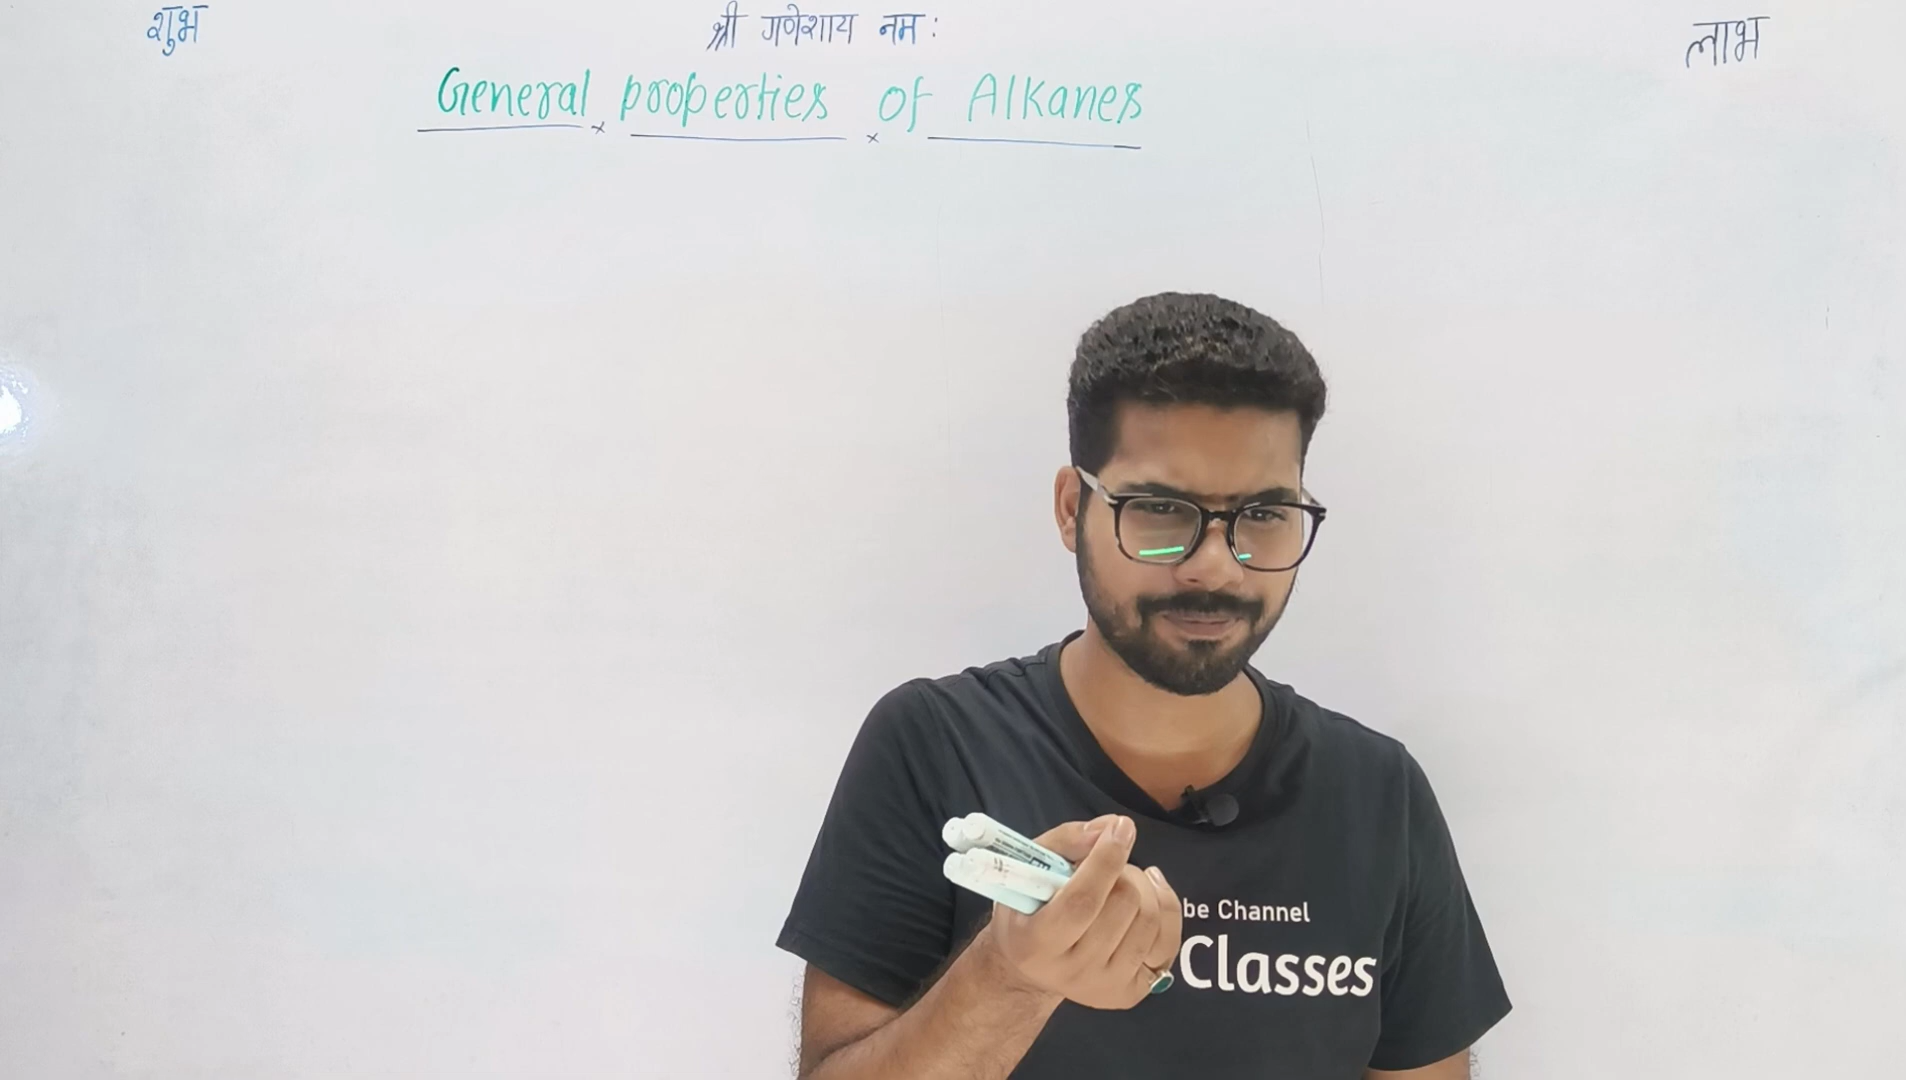 शुभ श्री गणेशाय नमः लाभ
General properties of Alkanes
be Channel
Classes